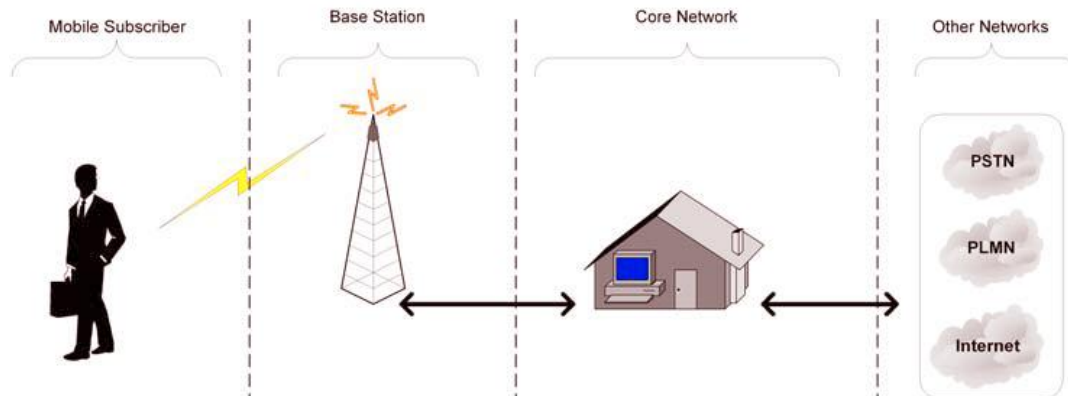 Mobile Subscriber
Base Station
Core Network
Other Networks
PSTN
PLMN
Internet